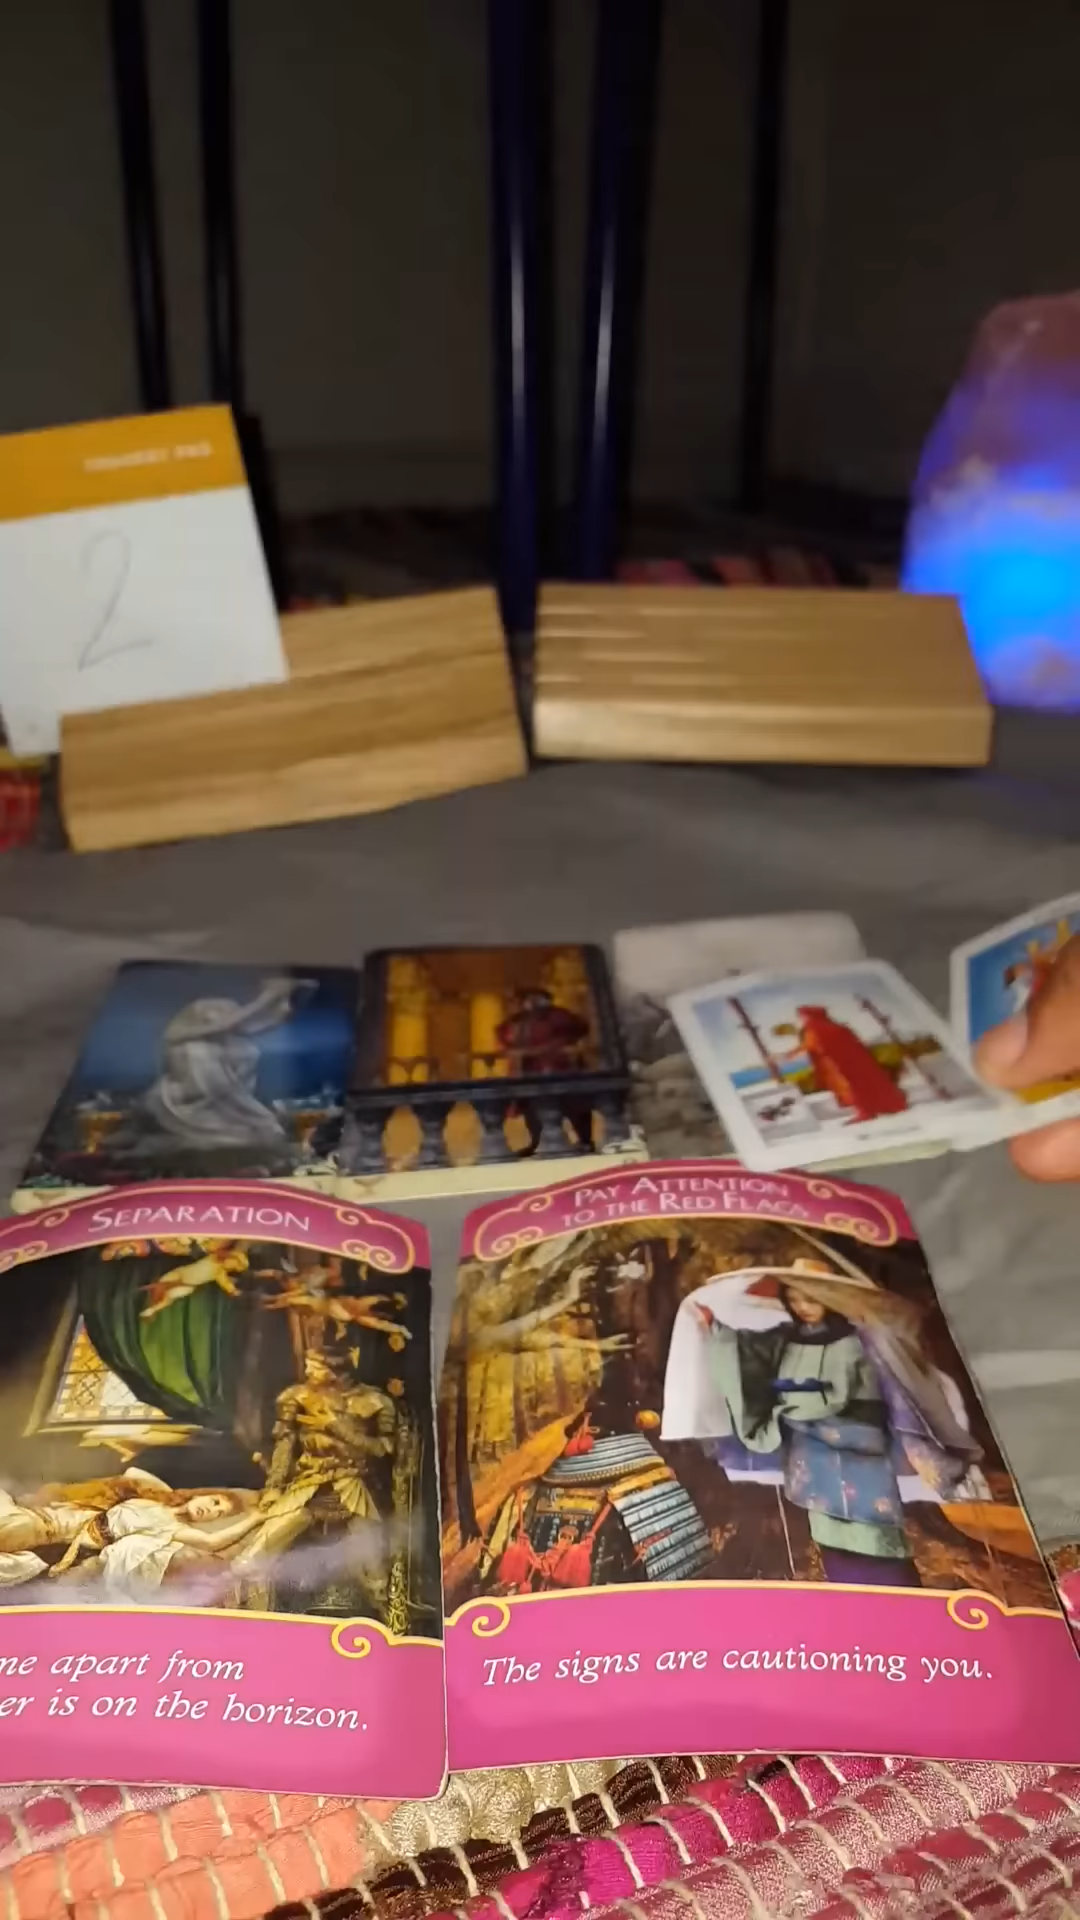 2
SEPARATION
PAY ATTENTION
TO THE RED FLAGS
ne apart from
er is on the horizon.
The signs are cautioning you.